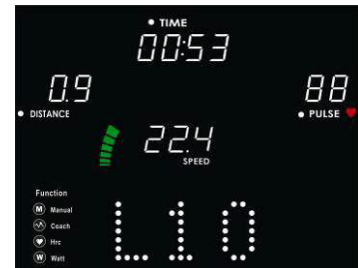 TIME
00:53
0.9
88
DISTANCE
PULSE
22.4
SPEED
Function
M Manual
Coach
Hrc
W Watt
L10